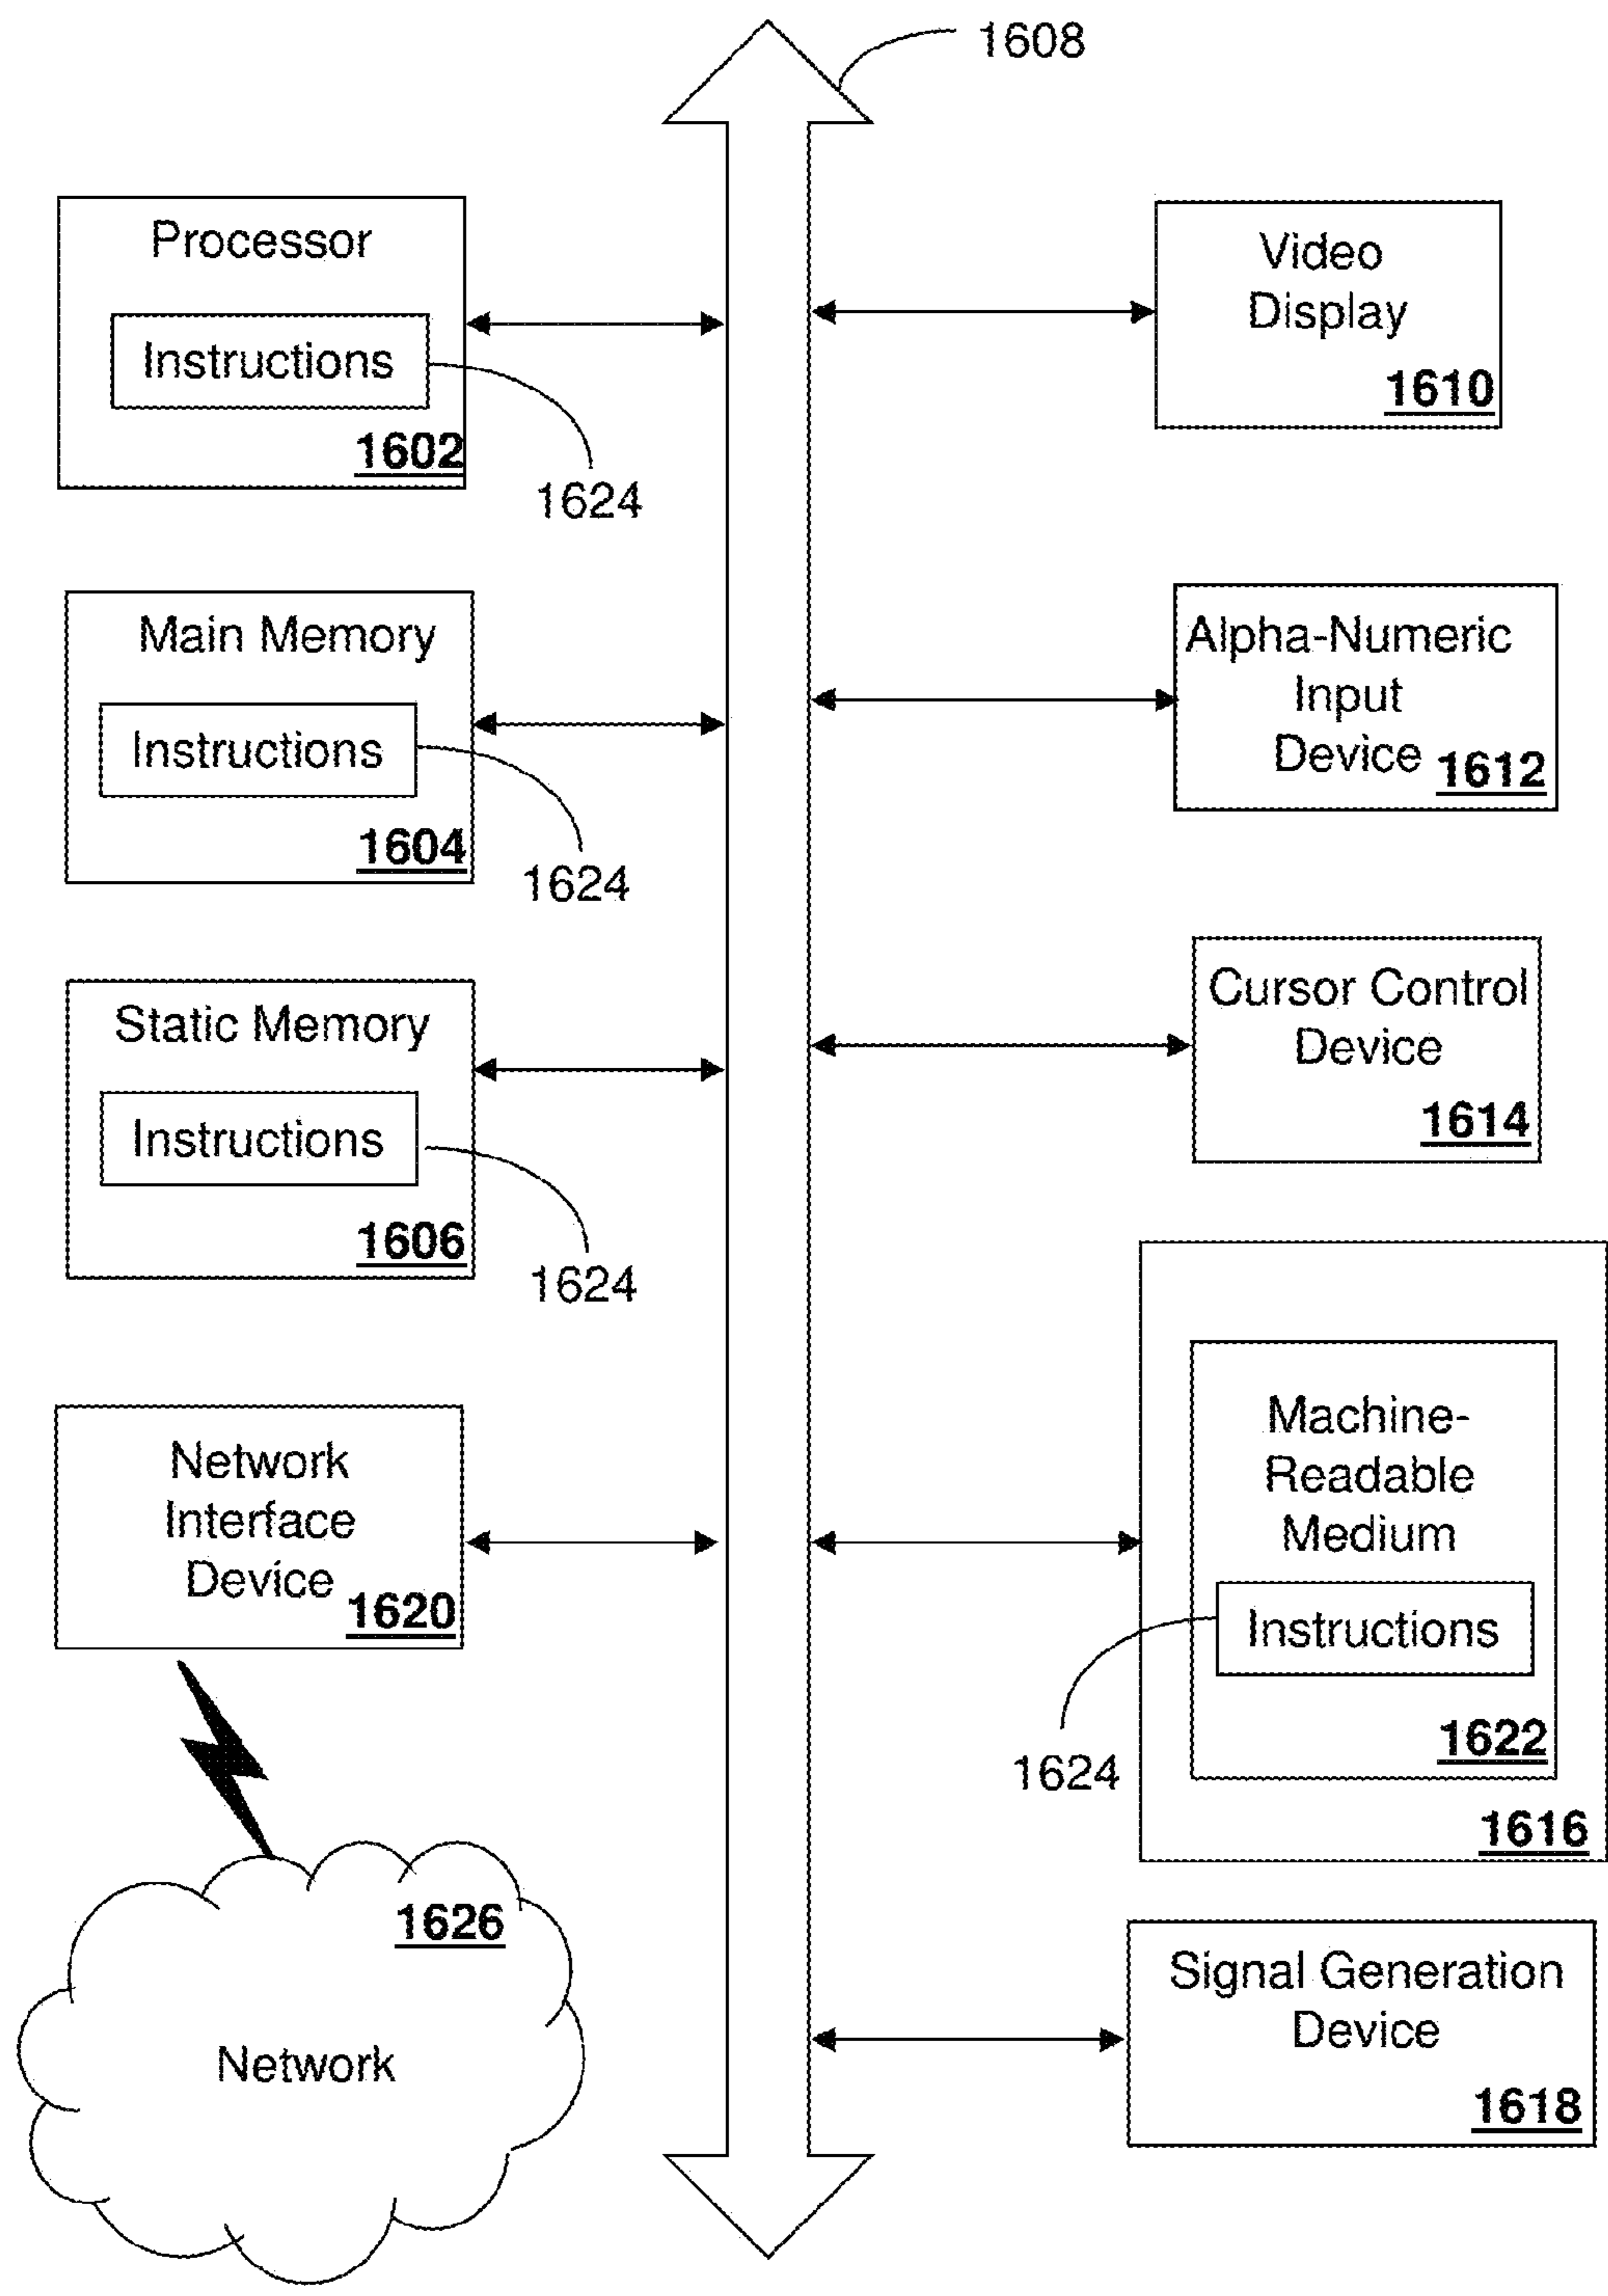 1608
Processor
Instructions
1602
1624
Main Memory
Instructions
1604
1624
Static Memory
Instructions
1606
1624
Network
Interface
Device
1620
1626
Network
Video
Display
1610
Alpha-Numeric
Input
Device
1612
Cursor Control
Device
1614
Machine-
Readable
Medium
Instructions
1622
1624
1616
Signal Generation
Device
1618